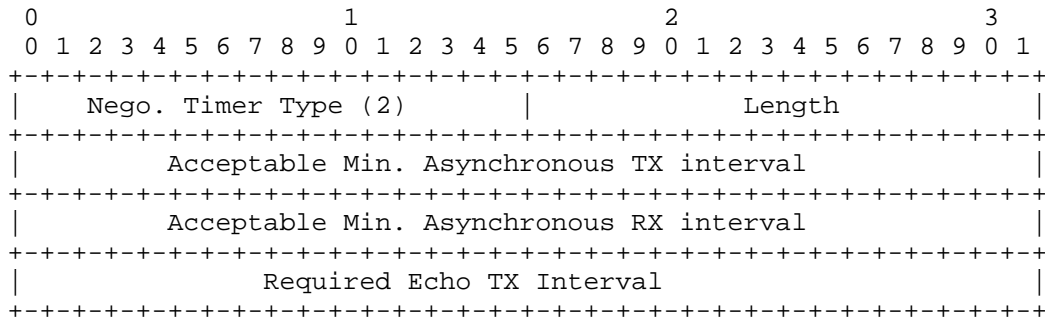 0                   1                   2                   3
 0 1 2 3 4 5 6 7 8 9 0 1 2 3 4 5 6 7 8 9 0 1 2 3 4 5 6 7 8 9 0 1
+-+-+-+-+-+-+-+-+-+-+-+-+-+-+-+-+-+-+-+-+-+-+-+-+-+-+-+-+-+-+-+-+
|    Nego. Timer Type (2)       |             Length            |
+-+-+-+-+-+-+-+-+-+-+-+-+-+-+-+-+-+-+-+-+-+-+-+-+-+-+-+-+-+-+-+-+
|         Acceptable Min. Asynchronous TX interval              |
+-+-+-+-+-+-+-+-+-+-+-+-+-+-+-+-+-+-+-+-+-+-+-+-+-+-+-+-+-+-+-+-+
|         Acceptable Min. Asynchronous RX interval              |
+-+-+-+-+-+-+-+-+-+-+-+-+-+-+-+-+-+-+-+-+-+-+-+-+-+-+-+-+-+-+-+-+
|               Required Echo TX Interval                       |
+-+-+-+-+-+-+-+-+-+-+-+-+-+-+-+-+-+-+-+-+-+-+-+-+-+-+-+-+-+-+-+-+